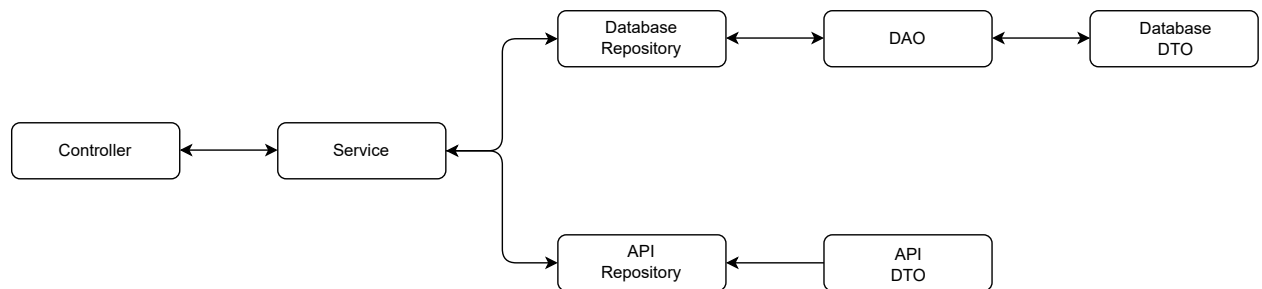 Database
Repository
DAO
Database
DTO
Controller
Service
API
Repository
API
DTO